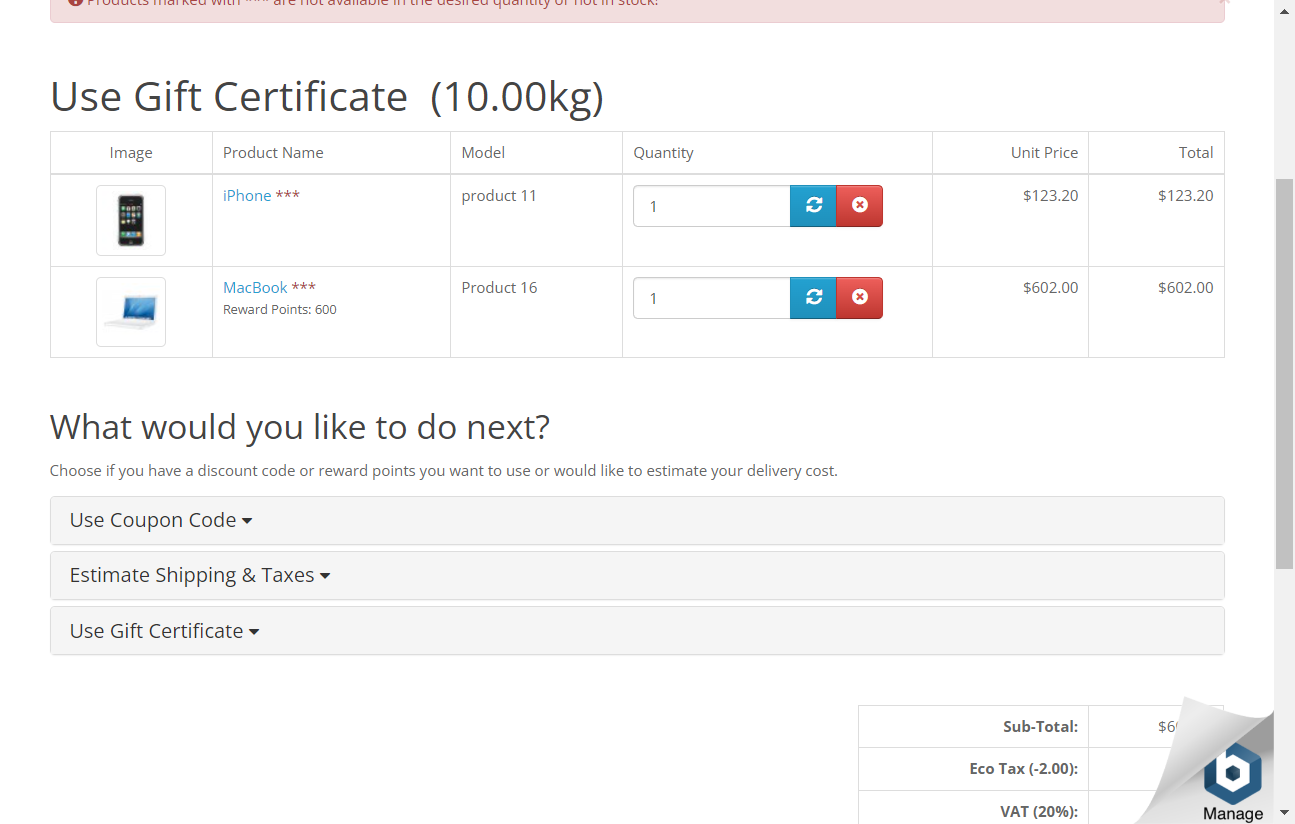 Products marked with *** are not available in the desired quantity or not in stock!
Use Gift Certificate (10.00kg)
Image Product Name Model Quantity Unit Price Total
iPhone *** product 11 1 $123.20 $123.20
MacBook *** Product 16 1 $602.00 $602.00
Reward Points: 600
What would you like to do next?
Choose if you have a discount code or reward points you want to use or would like to estimate your delivery cost.
Use Coupon Code
Estimate Shipping & Taxes
Use Gift Certificate
Sub-Total:
Eco Tax (-2.00):
VAT (20%):
Manage